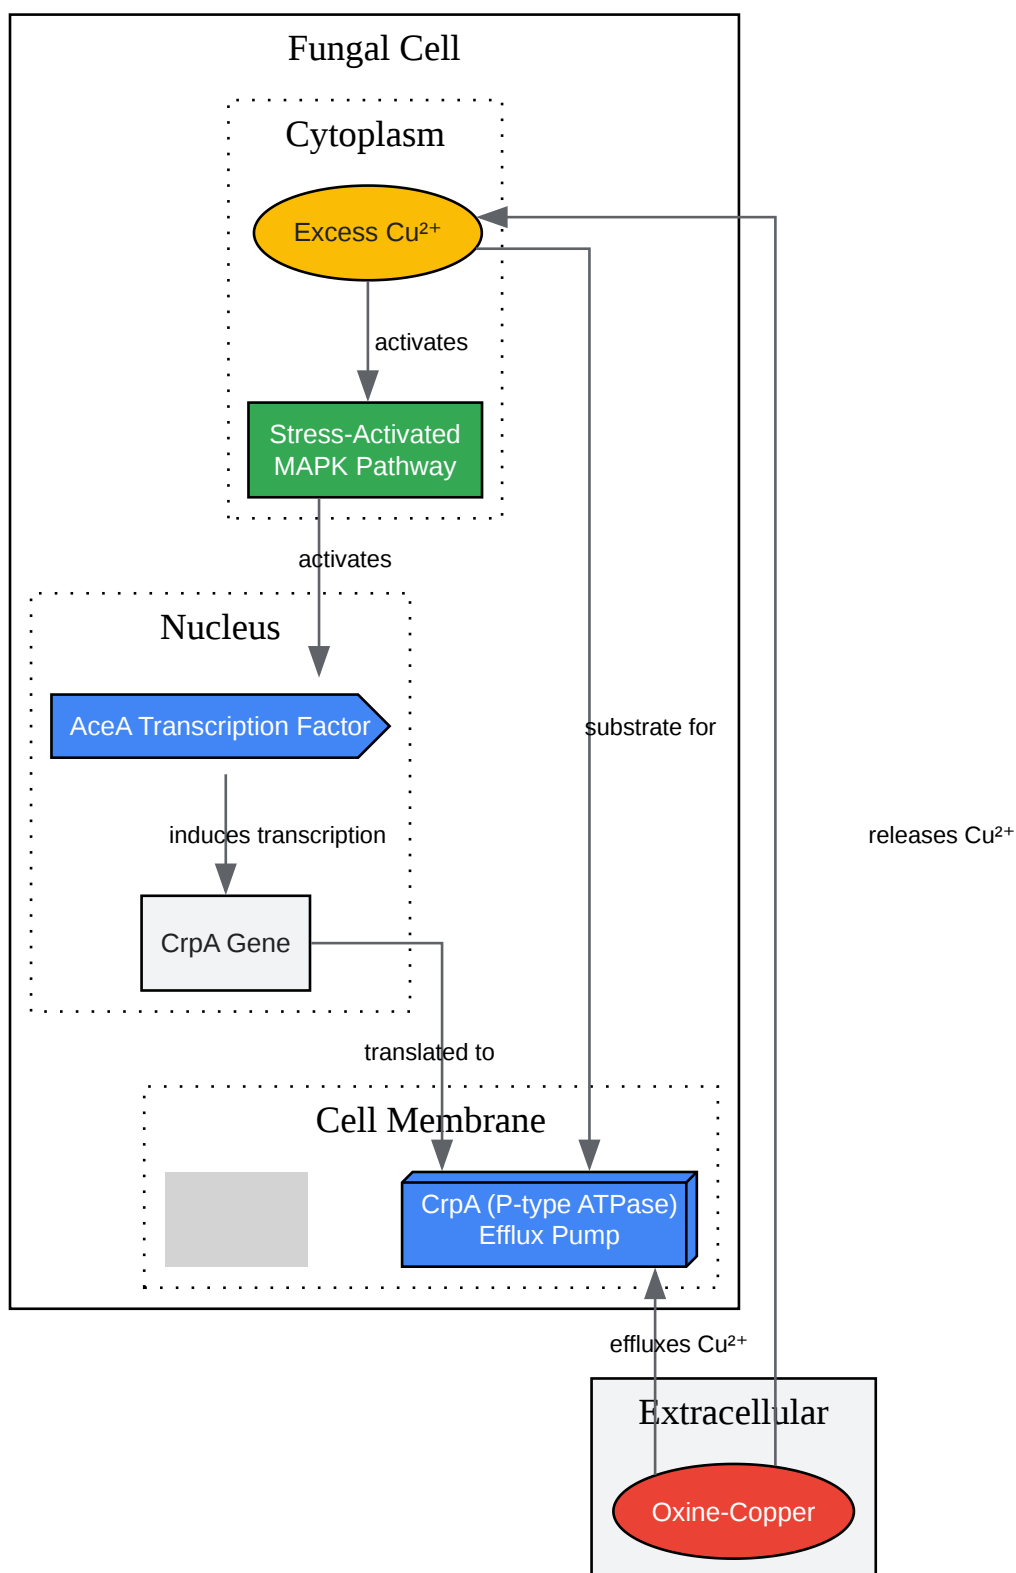 Fungal Cell
Cytoplasm
Excess Cu²⁺
activates
Stress-Activated
MAPK Pathway
activates
Nucleus
AceA Transcription Factor
substrate for
induces transcription
releases Cu²⁺
CrpA Gene
translated to
Cell Membrane
CrpA (P-type ATPase)
Efflux Pump
effluxes Cu²⁺
Extracellular
Oxine-Copper